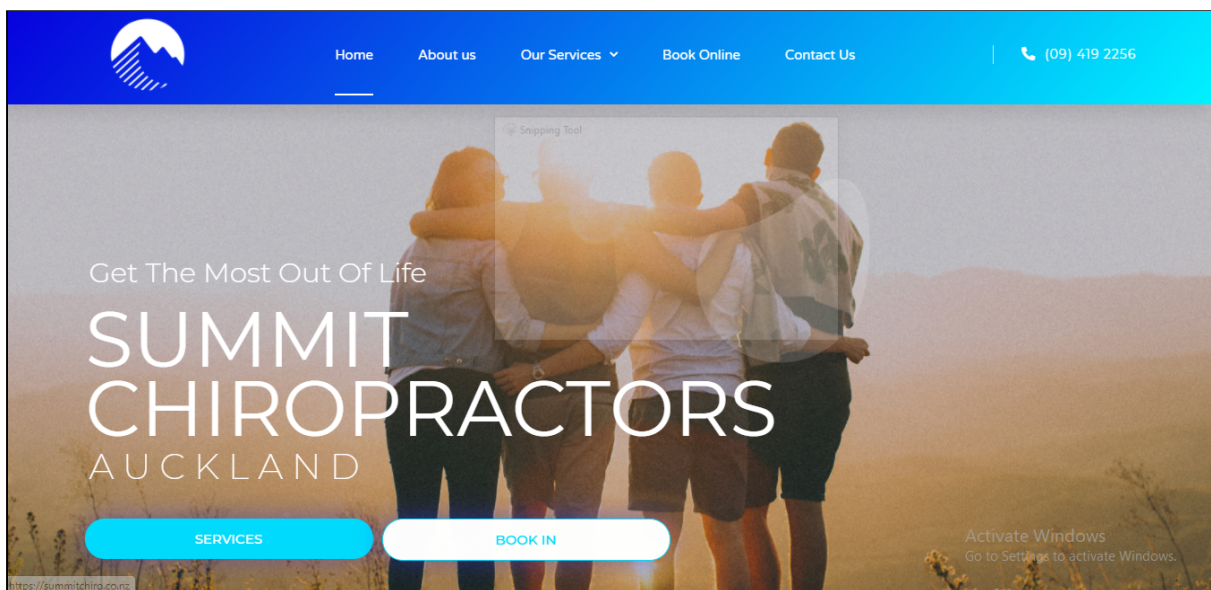 Home About us Our Services Book Online Contact Us (09) 419 2256
Snipping Tool
Get The Most Out Of Life
SUMMIT
CHIROPRACTORS
AUCKLAND
SERVICES BOOK IN
Activate Windows
Go to Settings to activate Windows.
https://summitchiro.co.nz